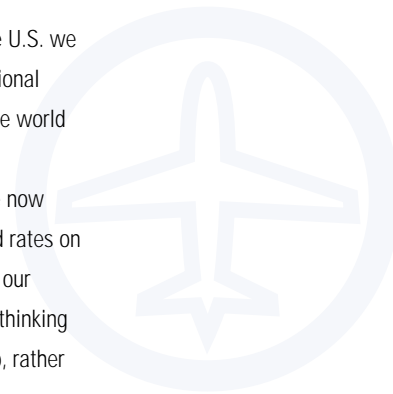 U.S. we
ional
e world
now
rates on
our
thinking
, rather